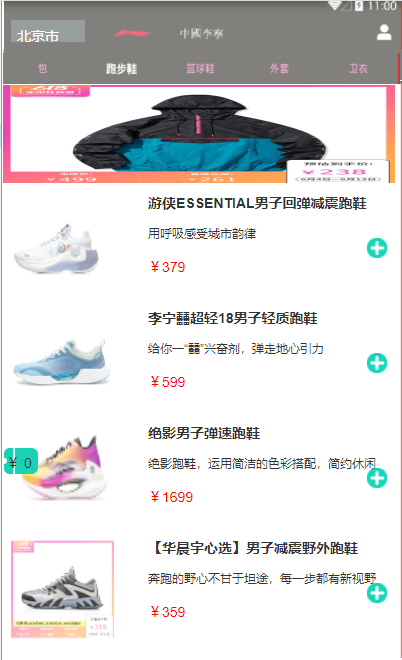 11:00
北京市
中國李寧
包 跑步鞋 篮球鞋 外套 卫衣
618
预估到手价:
￥499
￥261
￥238
游侠ESSENTIAL男子回弹减震跑鞋
用呼吸感受城市韵律
￥379
李宁䨻超轻18男子轻质跑鞋
给你一“䨻”兴奋剂，弹走地心引力
￥599
绝影男子弹速跑鞋
绝影跑鞋，运用简洁的色彩搭配，简约休闲
￥1699
￥ 0
【华晨宇心选】男子减震野外跑鞋
奔跑的野心不甘于坦途，每一步都有新视野
￥359
￥319